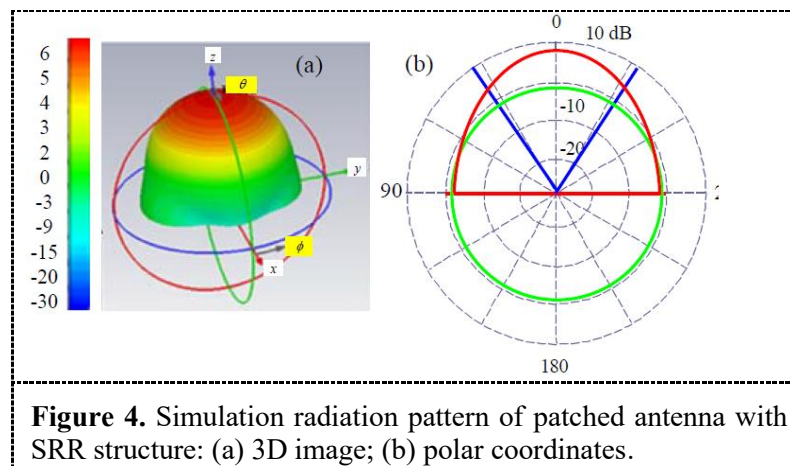 6
5
4
2
0
-3
-9
-15
-20
-30
(a)
z
θ
y
ϕ
x
(b)
0
10 dB
-10
-20
90
180
Figure 4. Simulation radiation pattern of patched antenna with
SRR structure: (a) 3D image; (b) polar coordinates.